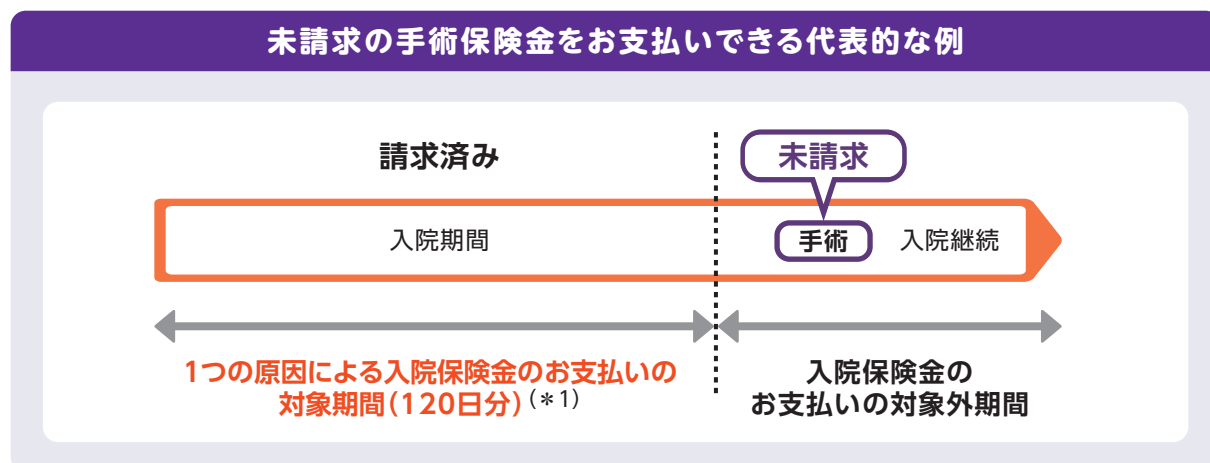 未請求の手術保険金をお支払いできる代表的な例
請求済み
未請求
入院期間
手術
入院継続
1つの原因による入院保険金のお支払いの
対象期間(120日分)(＊1)
入院保険金の
お支払いの対象外期間